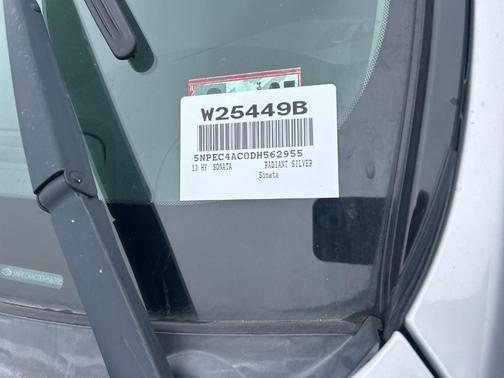 W25449B
5NPEC4AC0DH562955
13 HY SONATA RADIANT SILVER
Sonata